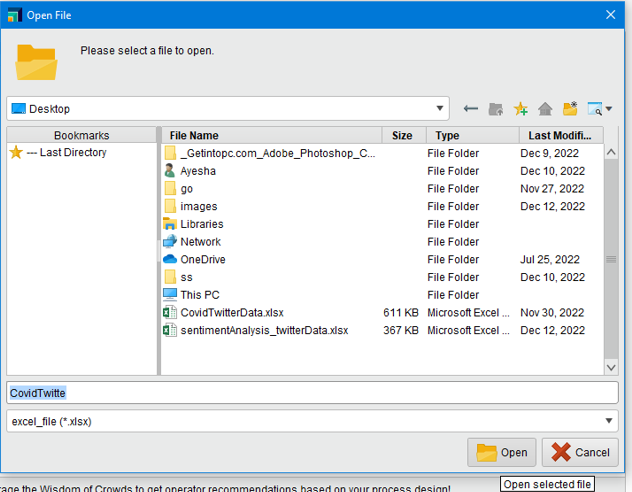 Open File
Please select a file to open.
Desktop
Bookmarks
--- Last Directory
File Name Size Type Last Modifi...
_Getintopc.com_Adobe_Photoshop_C... File Folder Dec 9, 2022
Ayesha File Folder Dec 10, 2022
go File Folder Nov 27, 2022
images File Folder Dec 12, 2022
Libraries File Folder
Network File Folder
OneDrive File Folder Jul 25, 2022
ss File Folder Dec 10, 2022
This PC File Folder
CovidTwitterData.xlsx 611 KB Microsoft Excel ... Nov 30, 2022
sentimentAnalysis_twitterData.xlsx 367 KB Microsoft Excel ... Dec 12, 2022
CovidTwitte
excel_file (*.xlsx)
Open Cancel
Open selected file
rage the Wisdom of Crowds to get operator recommendations based on your process design!